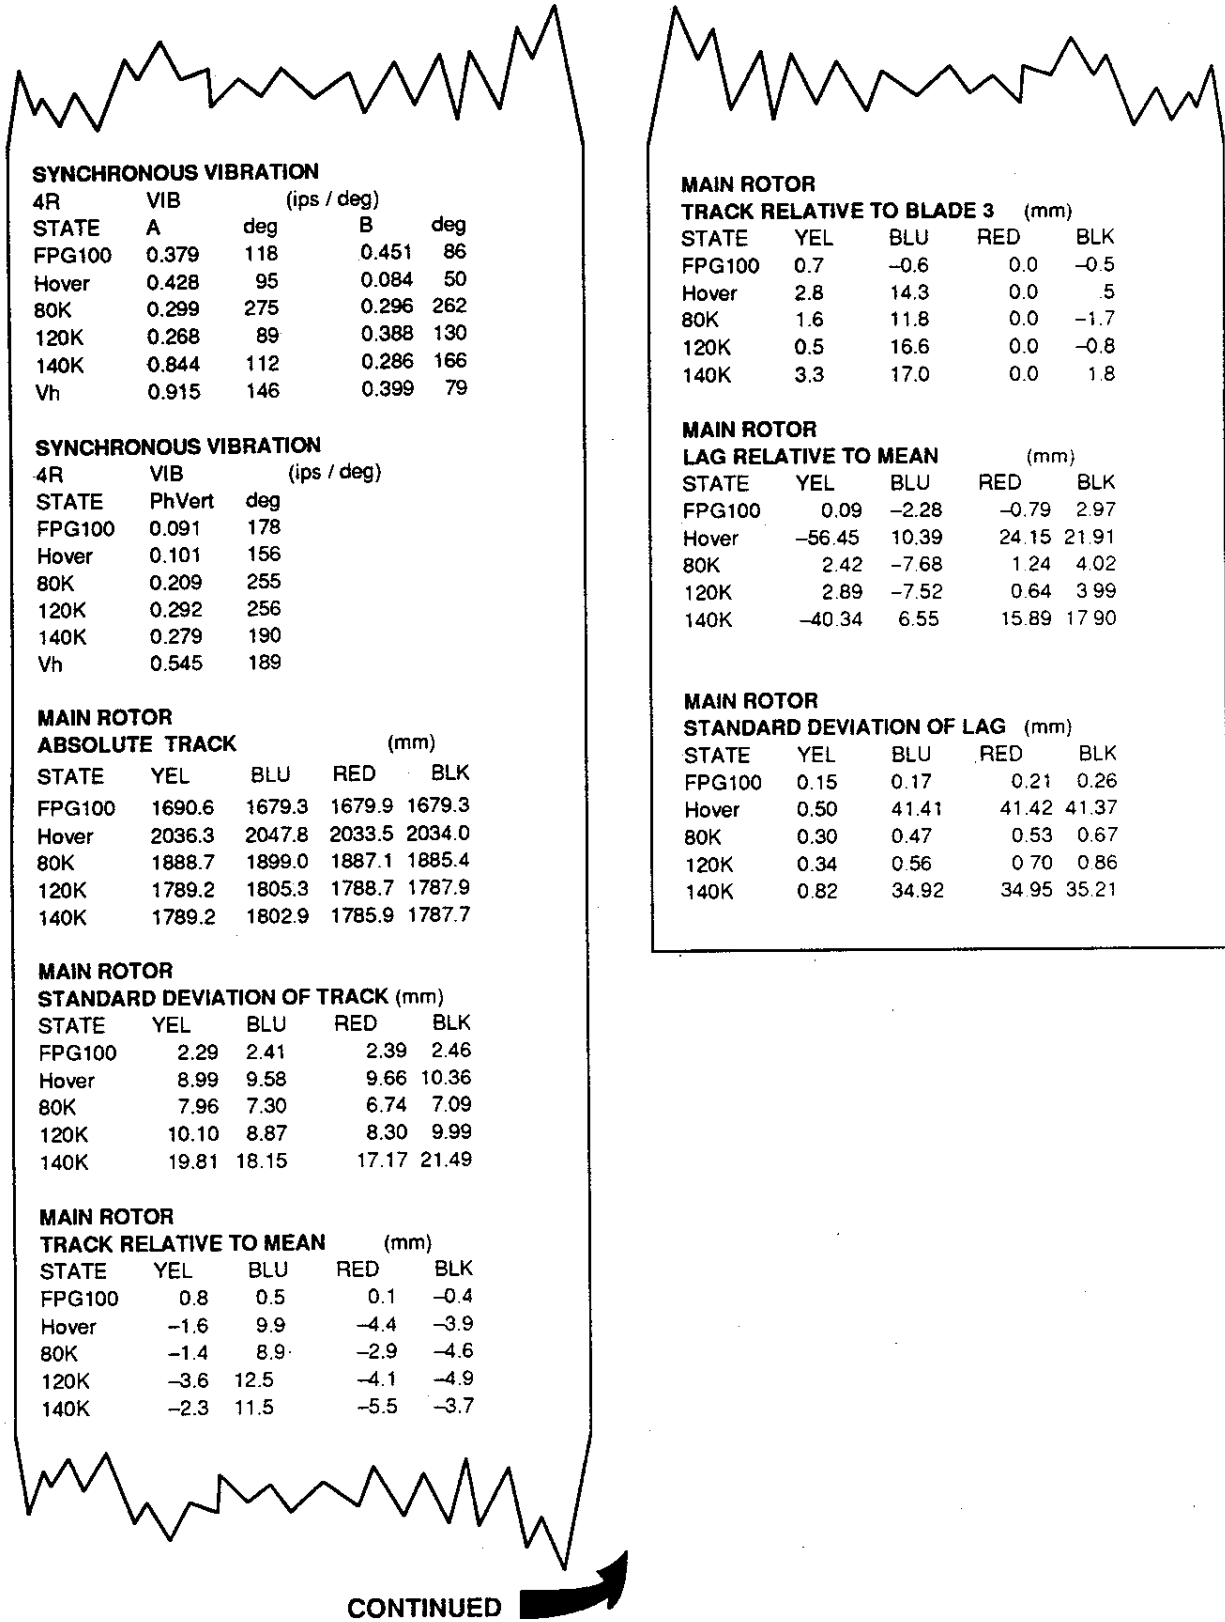 SYNCHRONOUS VIBRATION
4R VIB (ips / deg)
STATE A deg B deg
FPG100 0.379 118 0.451 86
Hover 0.428 95 0.084 50
80K 0.299 275 0.296 262
120K 0.268 89 0.388 130
140K 0.844 112 0.286 166
Vh 0.915 146 0.399 79
SYNCHRONOUS VIBRATION
4R VIB (ips / deg)
STATE PhVert deg
FPG100 0.091 178
Hover 0.101 156
80K 0.209 255
120K 0.292 256
140K 0.279 190
Vh 0.545 189
MAIN ROTOR
ABSOLUTE TRACK (mm)
STATE YEL BLU RED BLK
FPG100 1690.6 1679.3 1679.9 1679.3
Hover 2036.3 2047.8 2033.5 2034.0
80K 1888.7 1899.0 1887.1 1885.4
120K 1789.2 1805.3 1788.7 1787.9
140K 1789.2 1802.9 1785.9 1787.7
MAIN ROTOR
STANDARD DEVIATION OF TRACK (mm)
STATE YEL BLU RED BLK
FPG100 2.29 2.41 2.39 2.46
Hover 8.99 9.58 9.66 10.36
80K 7.96 7.30 6.74 7.09
120K 10.10 8.87 8.30 9.99
140K 19.81 18.15 17.17 21.49
MAIN ROTOR
TRACK RELATIVE TO MEAN (mm)
STATE YEL BLU RED BLK
FPG100 0.8 0.5 0.1 –0.4
Hover –1.6 9.9 –4.4 –3.9
80K –1.4 8.9 –2.9 –4.6
120K –3.6 12.5 –4.1 –4.9
140K –2.3 11.5 –5.5 –3.7
CONTINUED
MAIN ROTOR
TRACK RELATIVE TO BLADE 3 (mm)
STATE YEL BLU RED BLK
FPG100 0.7 –0.6 0.0 –0.5
Hover 2.8 14.3 0.0 .5
80K 1.6 11.8 0.0 –1.7
120K 0.5 16.6 0.0 –0.8
140K 3.3 17.0 0.0 1.8
MAIN ROTOR
LAG RELATIVE TO MEAN (mm)
STATE YEL BLU RED BLK
FPG100 0.09 –2.28 –0.79 2.97
Hover –56.45 10.39 24.15 21.91
80K 2.42 –7.68 1.24 4.02
120K 2.89 –7.52 0.64 3 99
140K –40.34 6.55 15.89 17 90
MAIN ROTOR
STANDARD DEVIATION OF LAG (mm)
STATE YEL BLU RED BLK
FPG100 0.15 0.17 0.21 0.26
Hover 0.50 41.41 41.42 41.37
80K 0.30 0.47 0.53 0.67
120K 0.34 0.56 0 70 0.86
140K 0.82 34.92 34.95 35.21